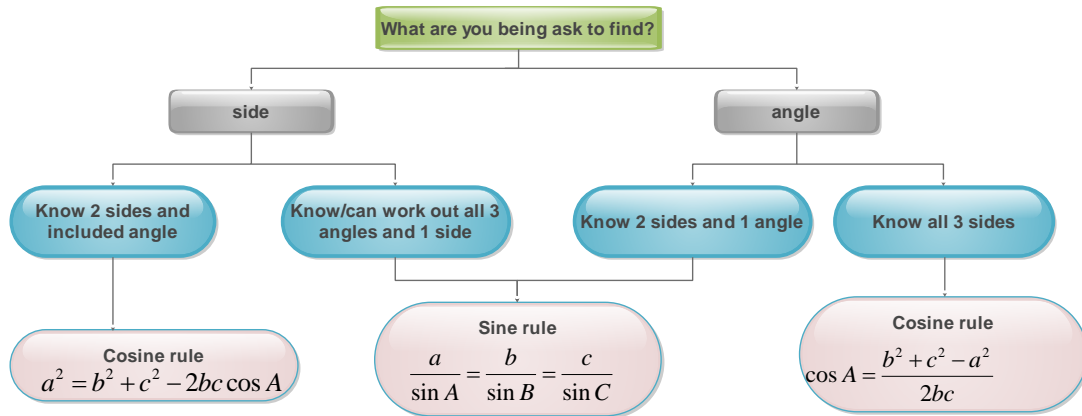 What are you being ask to find?
side
angle
Know 2 sides and
included angle
Know/can work out all 3
angles and 1 side
Know 2 sides and 1 angle
Know all 3 sides
Cosine rule
a² = b² + c² − 2bc cos A
Sine rule
a/sin A = b/sin B = c/sin C
Cosine rule
cos A = (b² + c² − a²)/2bc